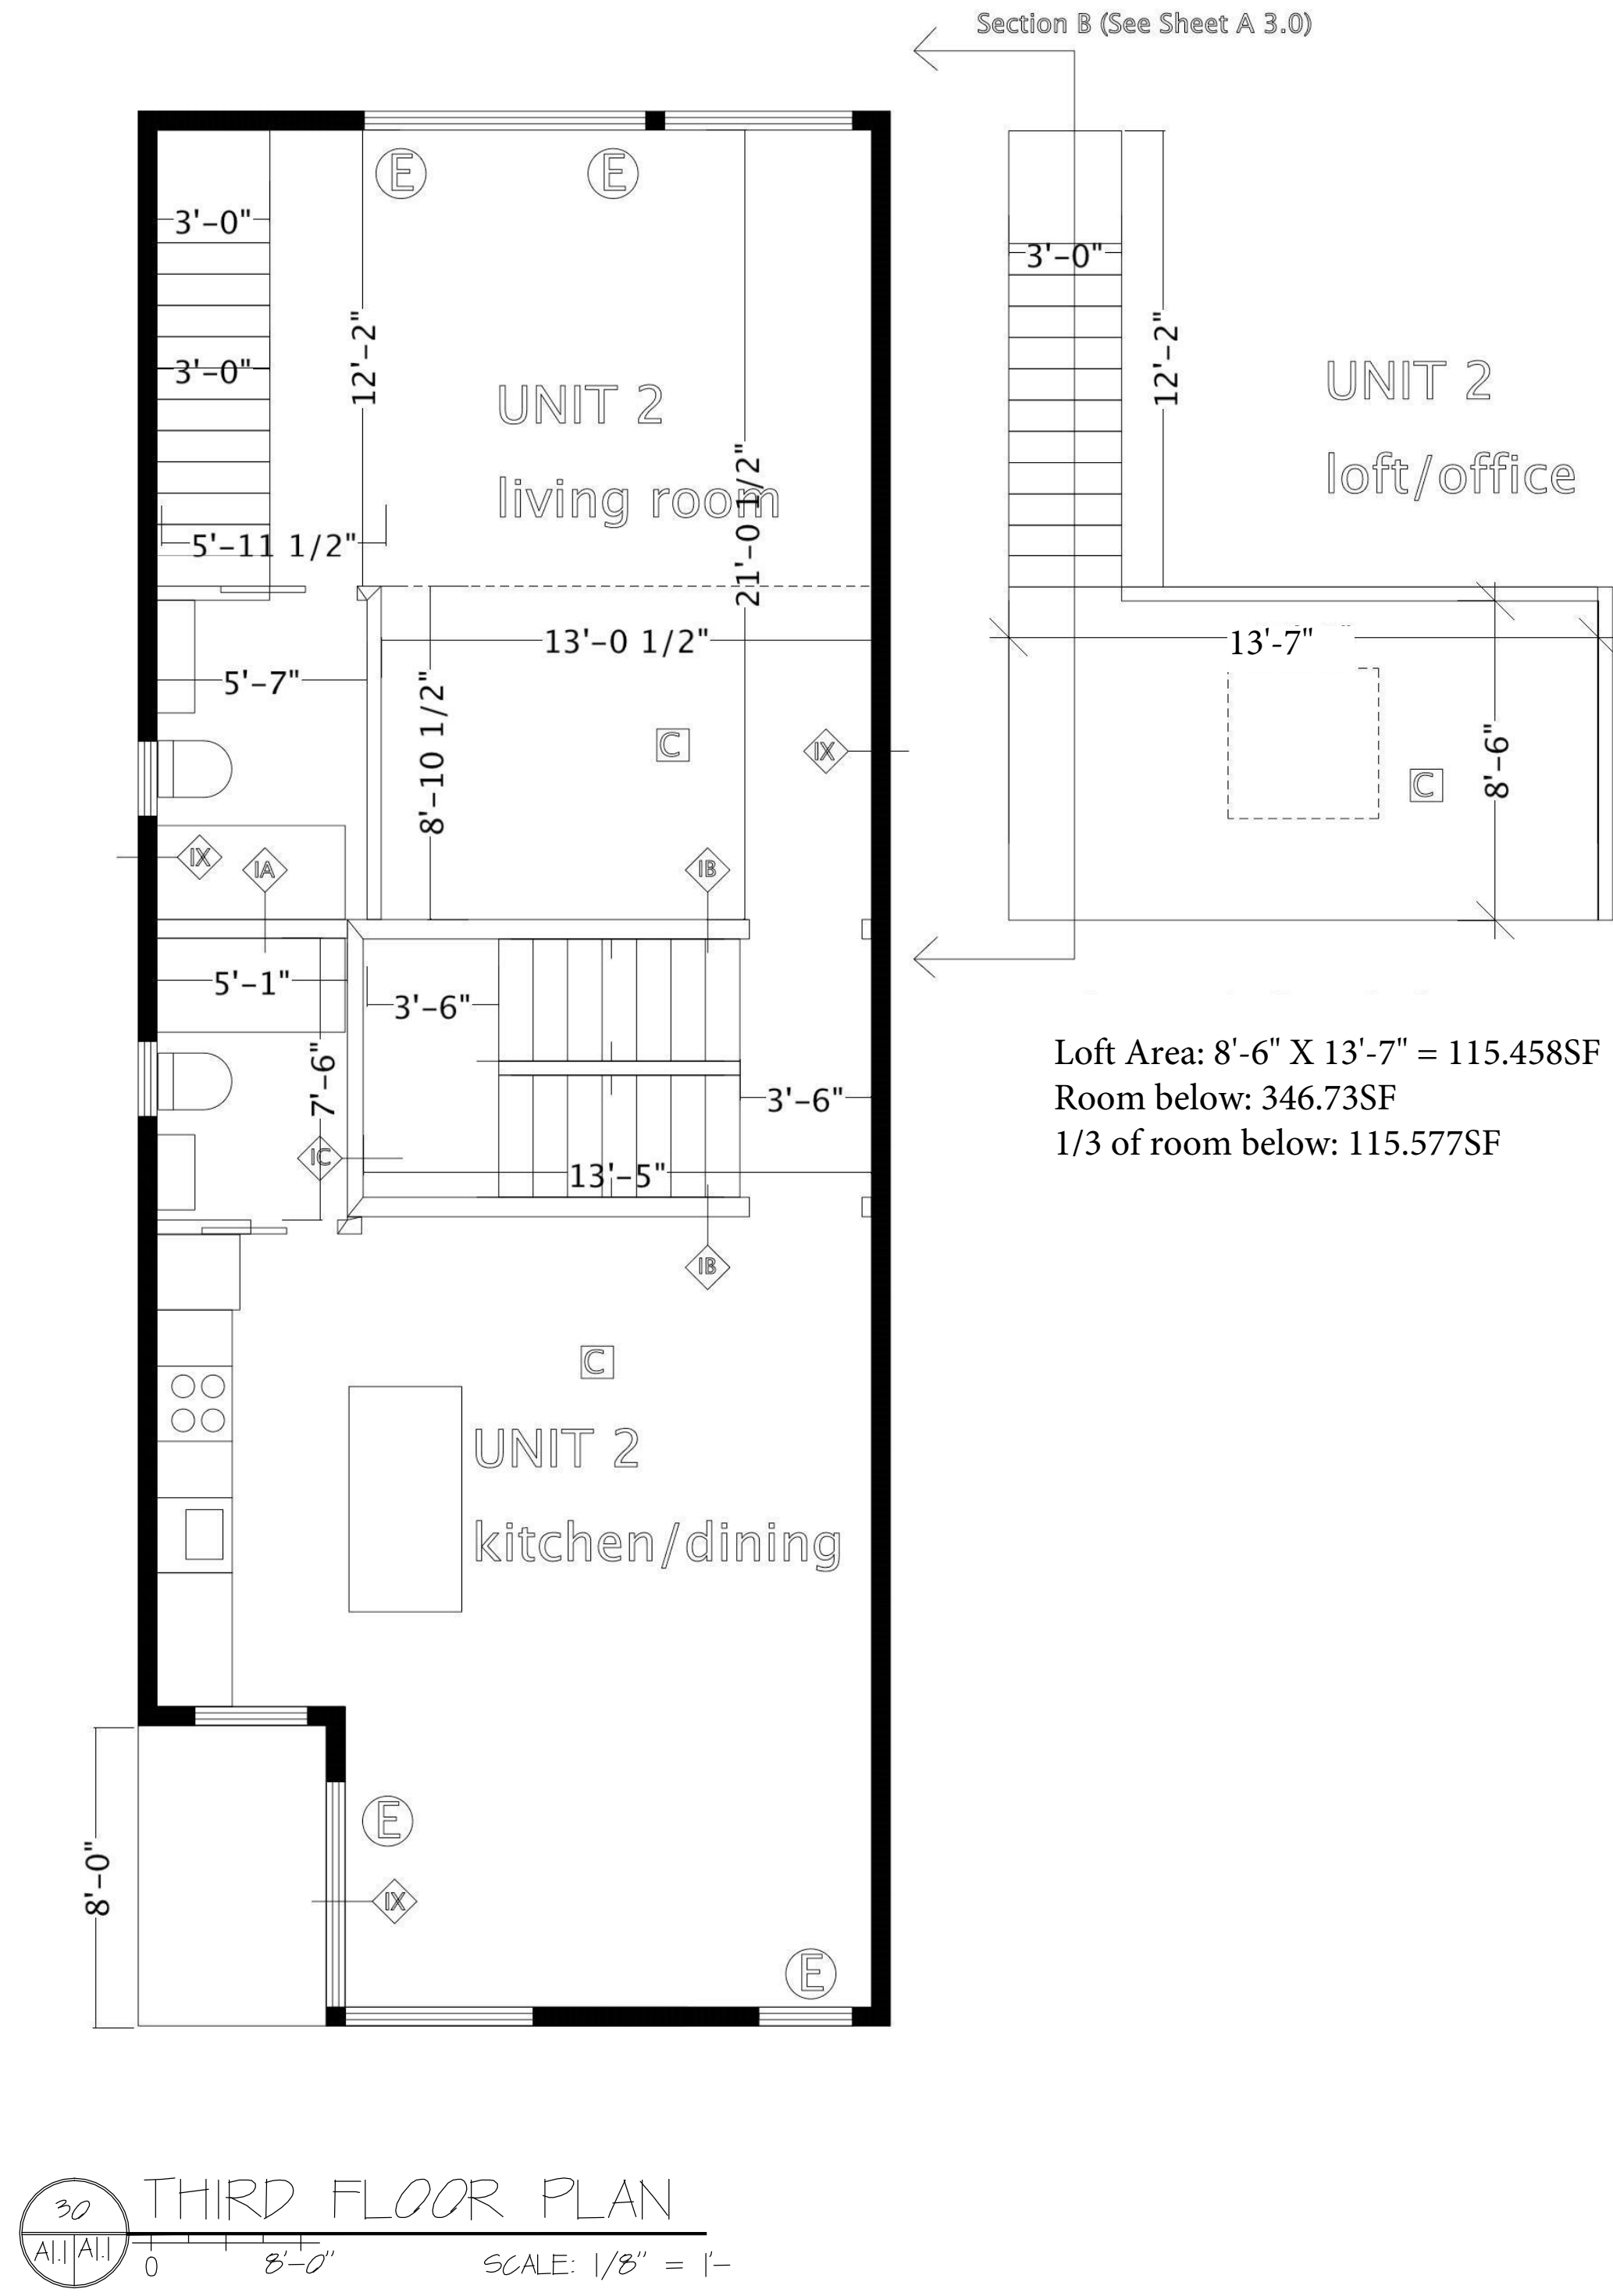 Section B (See Sheet A 3.0)
E
E
3'-0"
3'-0"
3'-0"
12'-2"
12'-2"
UNIT 2
living room
UNIT 2
loft/office
21'-0 1/2"
5'-11 1/2"
13'-0 1/2"
13'-7"
5'-7"
8'-10 1/2"
C
IX
C
8'-6"
IX
IA
IB
5'-1"
3'-6"
7'-6"
3'-6"
IC
13'-5"
IB
Loft Area: 8'-6" X 13'-7" = 115.458SF
Room below: 346.73SF
1/3 of room below: 115.577SF
C
UNIT 2
kitchen/dining
E
8'-0"
IX
E
30
A1.1 A1.1
THIRD FLOOR PLAN
0 8'-0" SCALE: 1/8" = 1'-